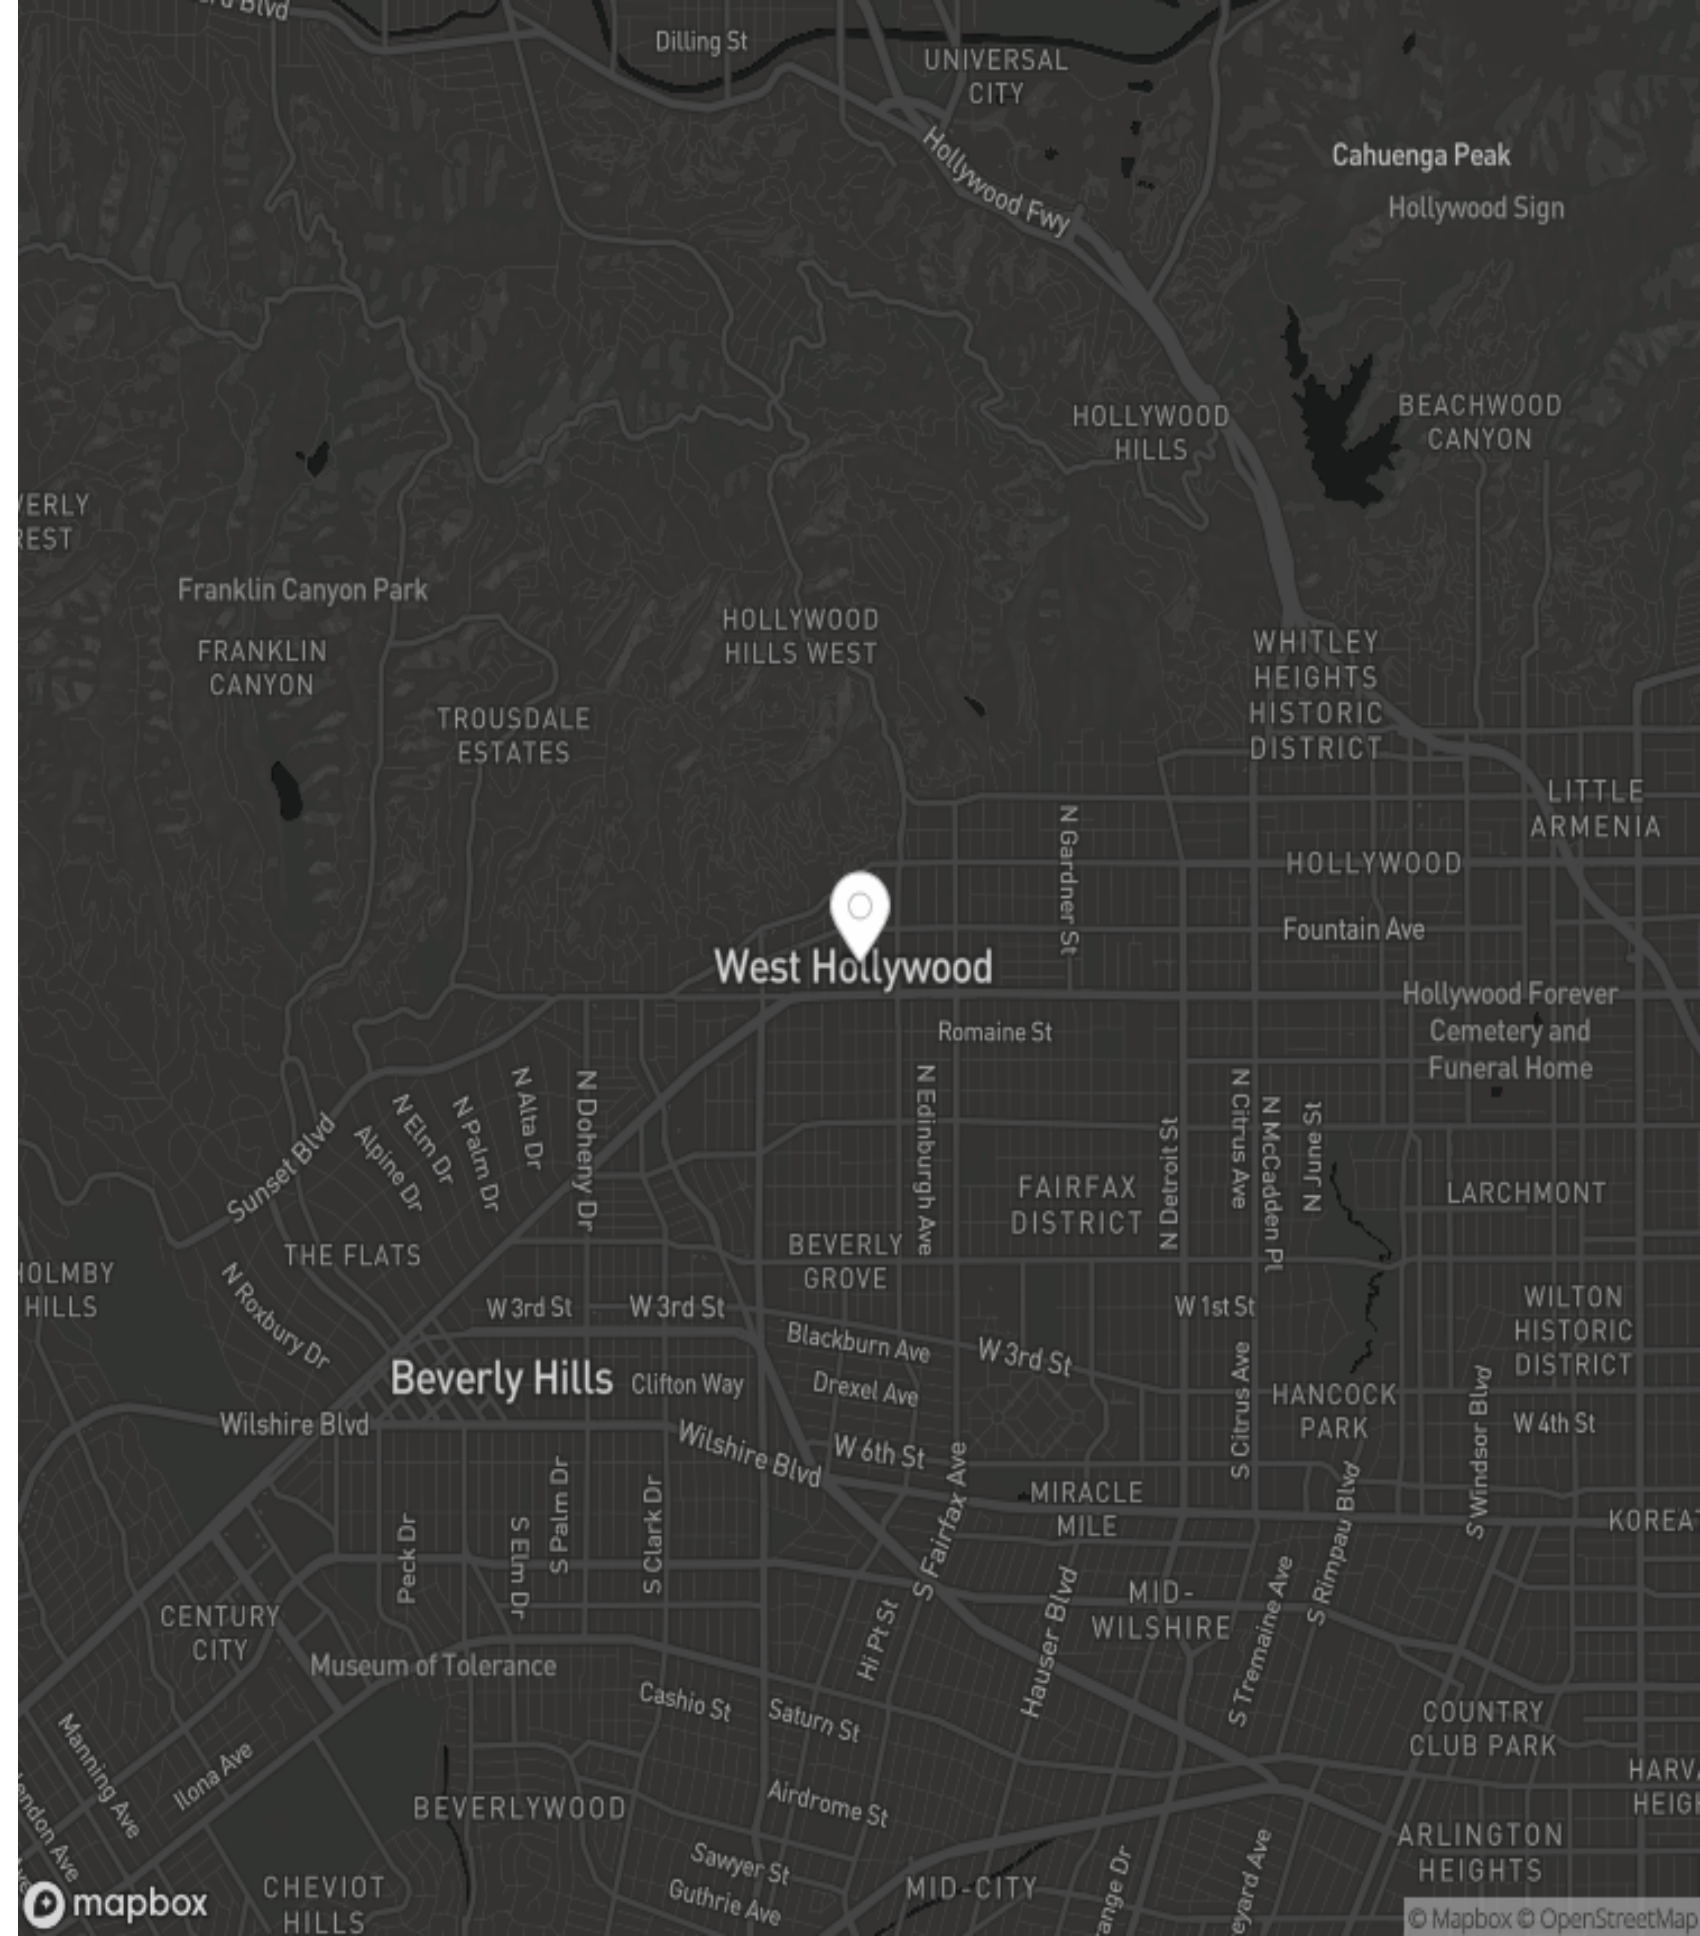 Dilling St
UNIVERSAL
CITY
Hollywood Fwy
Cahuenga Peak
Hollywood Sign
HOLLYWOOD
HILLS
BEACHWOOD
CANYON
Franklin Canyon Park
FRANKLIN
CANYON
HOLLYWOOD
HILLS WEST
WHITLEY
HEIGHTS
HISTORIC
DISTRICT
TROUSDALE
ESTATES
LITTLE
ARMENIA
N Gardner St
HOLLYWOOD
Fountain Ave
West Hollywood
Hollywood Forever
Cemetery and
Funeral Home
Romaine St
Sunset Blvd
Alpine Dr
N Elm Dr
N Palm Dr
N Alta Dr
N Doheny Dr
N Edinburgh Ave
FAIRFAX
DISTRICT
N Detroit St
N Citrus Ave
N McCadden Pl
N June St
LARCHMONT
THE FLATS
BEVERLY
GROVE
HOLMBY
HILLS
N Roxbury Dr
W 3rd St
W 3rd St
W 1st St
WILTON
HISTORIC
DISTRICT
Blackburn Ave
W 3rd St
Beverly Hills
Clifton Way
Drexel Ave
S Citrus Ave
HANCOCK
PARK
S Windsor Blvd
W 4th St
Wilshire Blvd
Wilshire Blvd
W 6th St
S Fairfax Ave
MIRACLE
MILE
S Rimpau Blvd
KOREAT
Peck Dr
S Elm Dr
S Palm Dr
S Clark Dr
CENTURY
CITY
Museum of Tolerance
Hi Pt St
Hauser Blvd
MID-
WILSHIRE
S Tremaine Ave
Cashio St
Saturn St
COUNTRY
CLUB PARK
Manning Ave
Ilona Ave
BEVERLYWOOD
Airdrome St
HARVA
HEIGH
ARLINGTON
HEIGHTS
Sawyer St
Guthrie Ave
MID-CITY
CHEVIOT
HILLS
mapbox
© Mapbox © OpenStreetMap